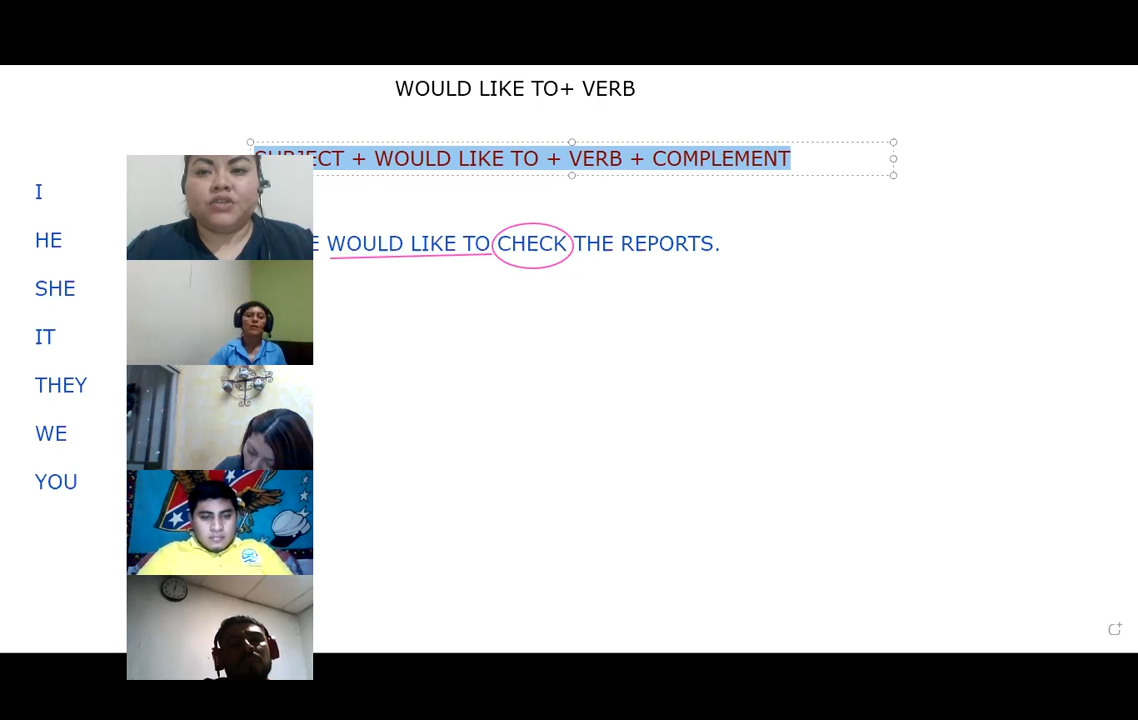 WOULD LIKE TO+ VERB
SUBJECT + WOULD LIKE TO + VERB + COMPLEMENT
I
HE
WOULD LIKE TO CHECK THE REPORTS.
SHE
IT
THEY
WE
YOU